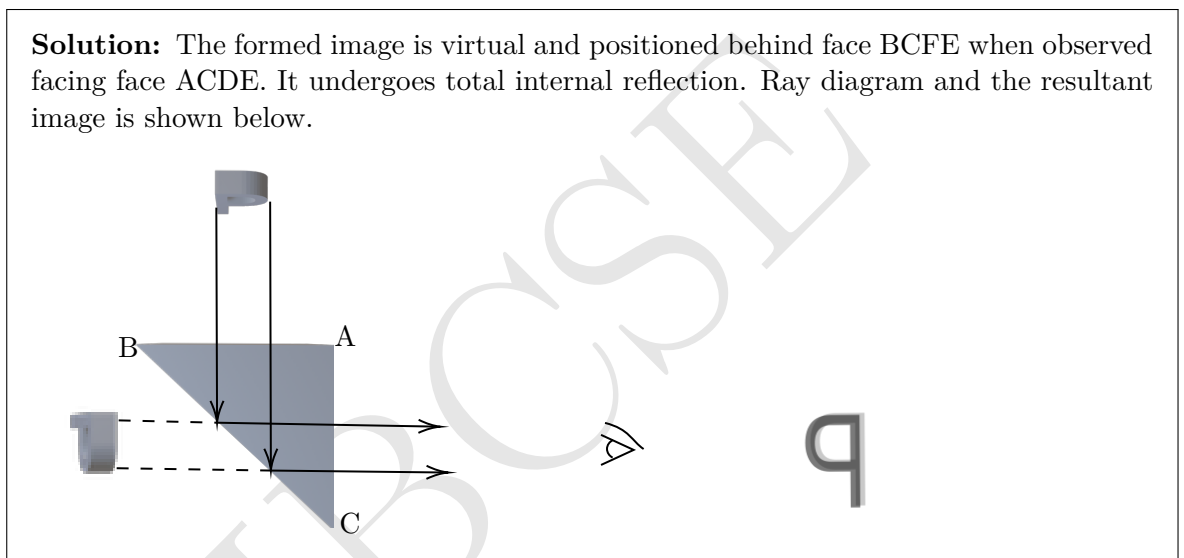 Solution: The formed image is virtual and positioned behind face BCFE when observed
facing face ACDE. It undergoes total internal reflection. Ray diagram and the resultant
image is shown below.
B
A
C
HBCSE